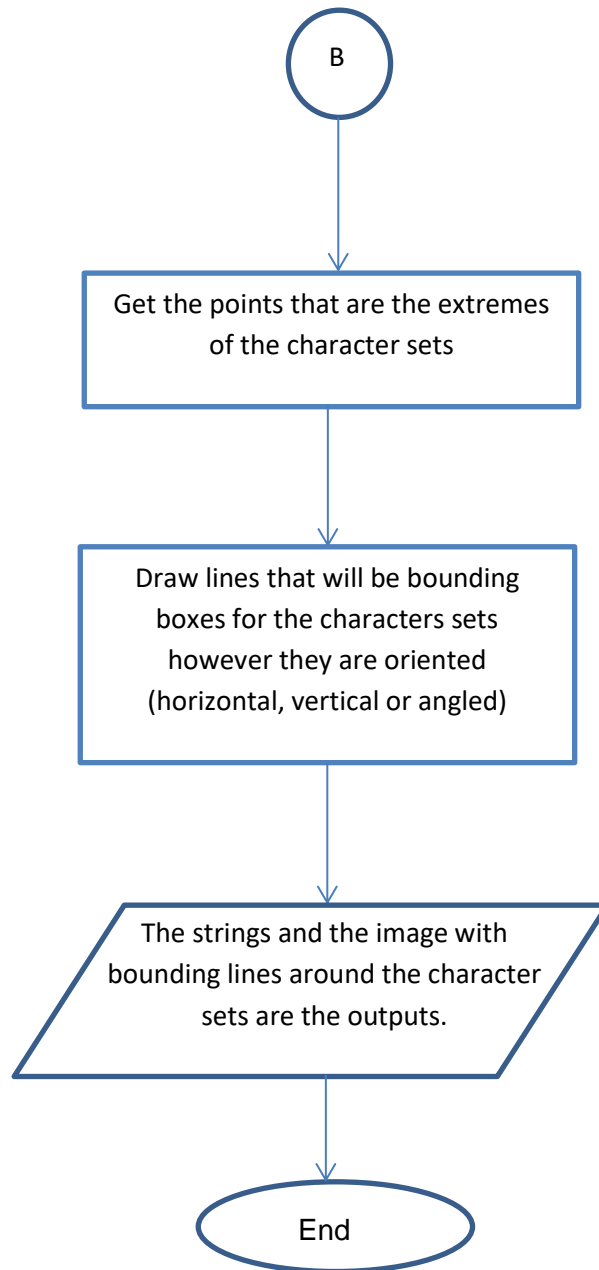 B
Get the points that are the extremes
of the character sets
Draw lines that will be bounding
boxes for the characters sets
however they are oriented
(horizontal, vertical or angled)
The strings and the image with
bounding lines around the character
sets are the outputs.
End